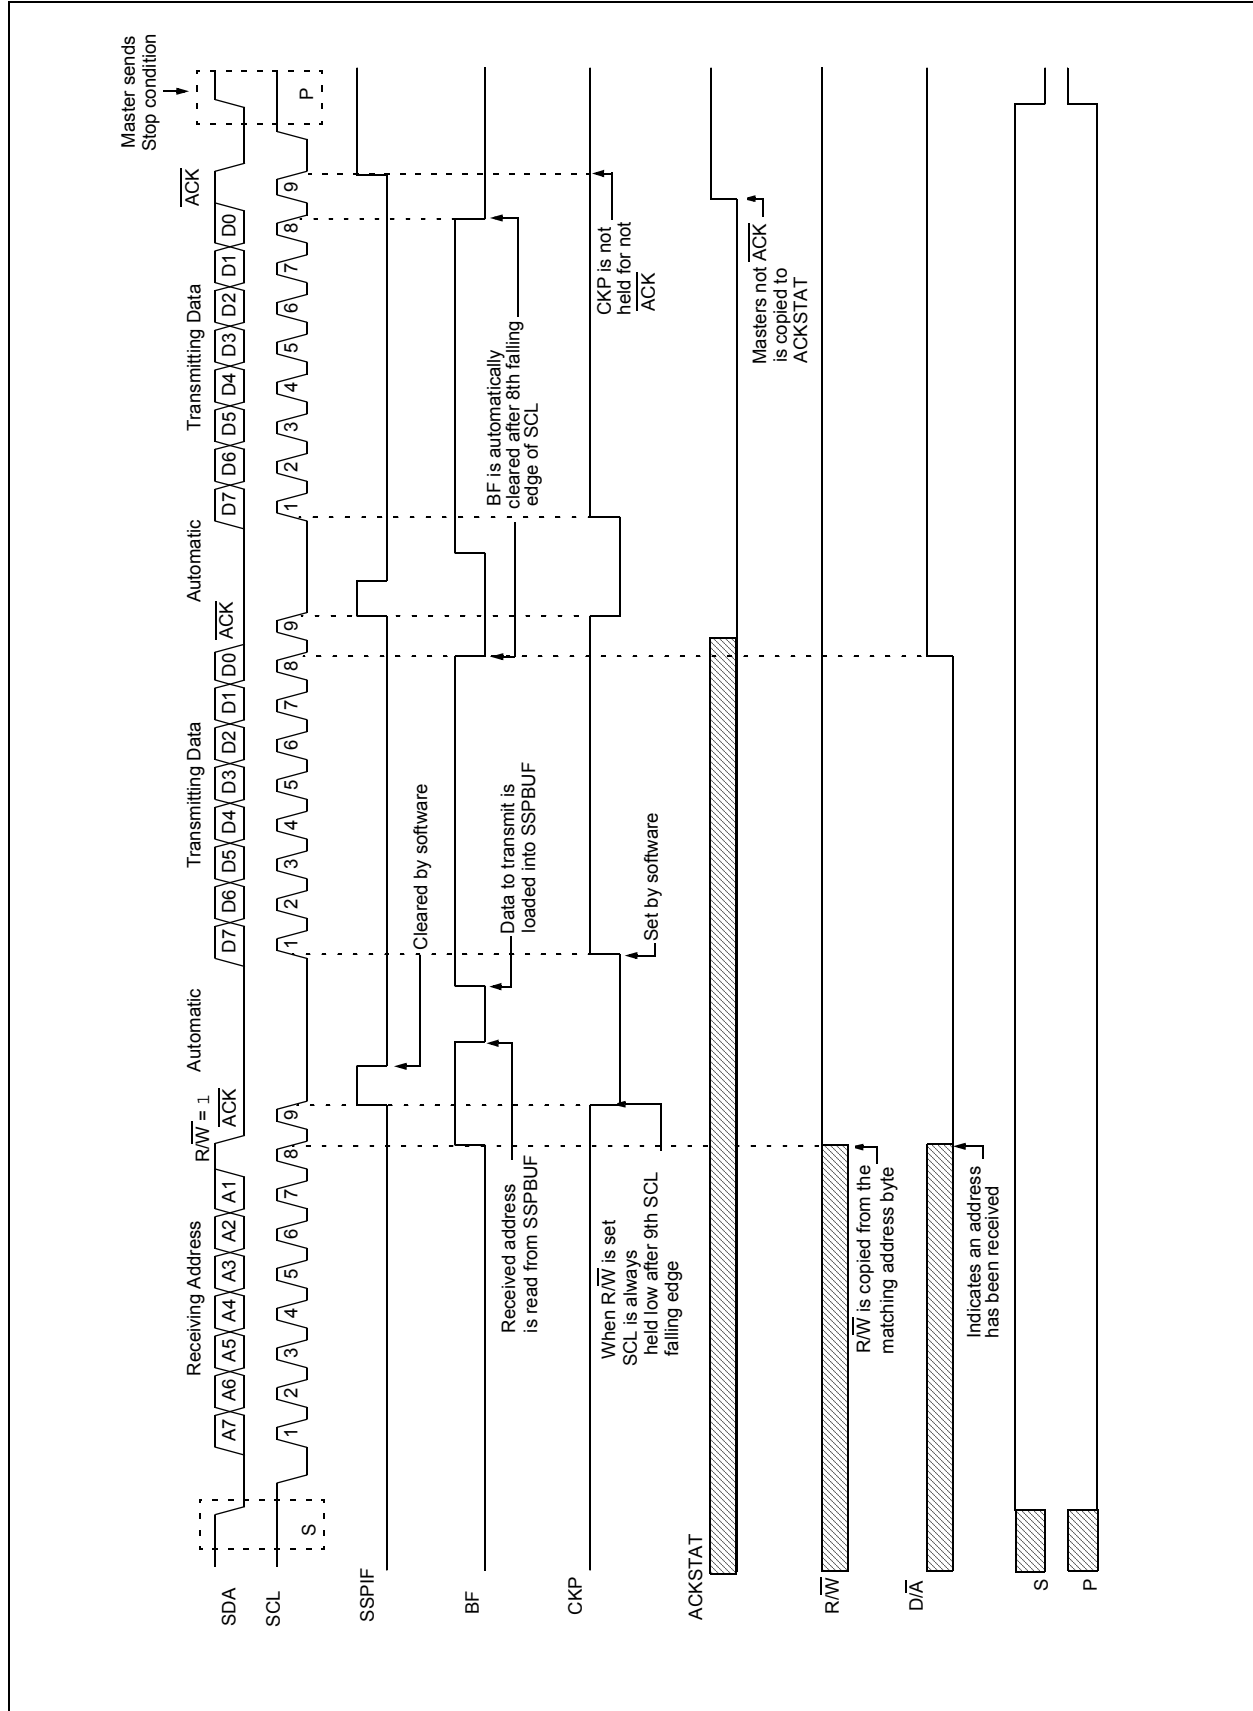 Master sends
Stop condition
Receiving Address
R/W̅ = 1
A̅C̅K̅
Automatic
Transmitting Data
A̅C̅K̅
Automatic
Transmitting Data
A̅C̅K̅
SDA
A7 A6 A5 A4 A3 A2 A1
D7 D6 D5 D4 D3 D2 D1 D0
D7 D6 D5 D4 D3 D2 D1 D0
SCL
S
1 2 3 4 5 6 7 8 9
1 2 3 4 5 6 7 8 9
1 2 3 4 5 6 7 8 9
P
SSPIF
Cleared by software
BF
Received address
is read from SSPBUF
Data to transmit is
loaded into SSPBUF
BF is automatically
cleared after 8th falling
edge of SCL
CKP
When R/W̅ is set
SCL is always
held low after 9th SCL
falling edge
Set by software
CKP is not
held for not
A̅C̅K̅
ACKSTAT
Masters not A̅C̅K̅
is copied to
ACKSTAT
R/W̅
R/W̅ is copied from the
matching address byte
D/A̅
Indicates an address
has been received
S
P